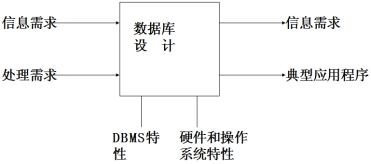 信息需求
数据库
设 计
信息需求
处理需求
典型应用程序
DBMS特
性
硬件和操作
系统特性